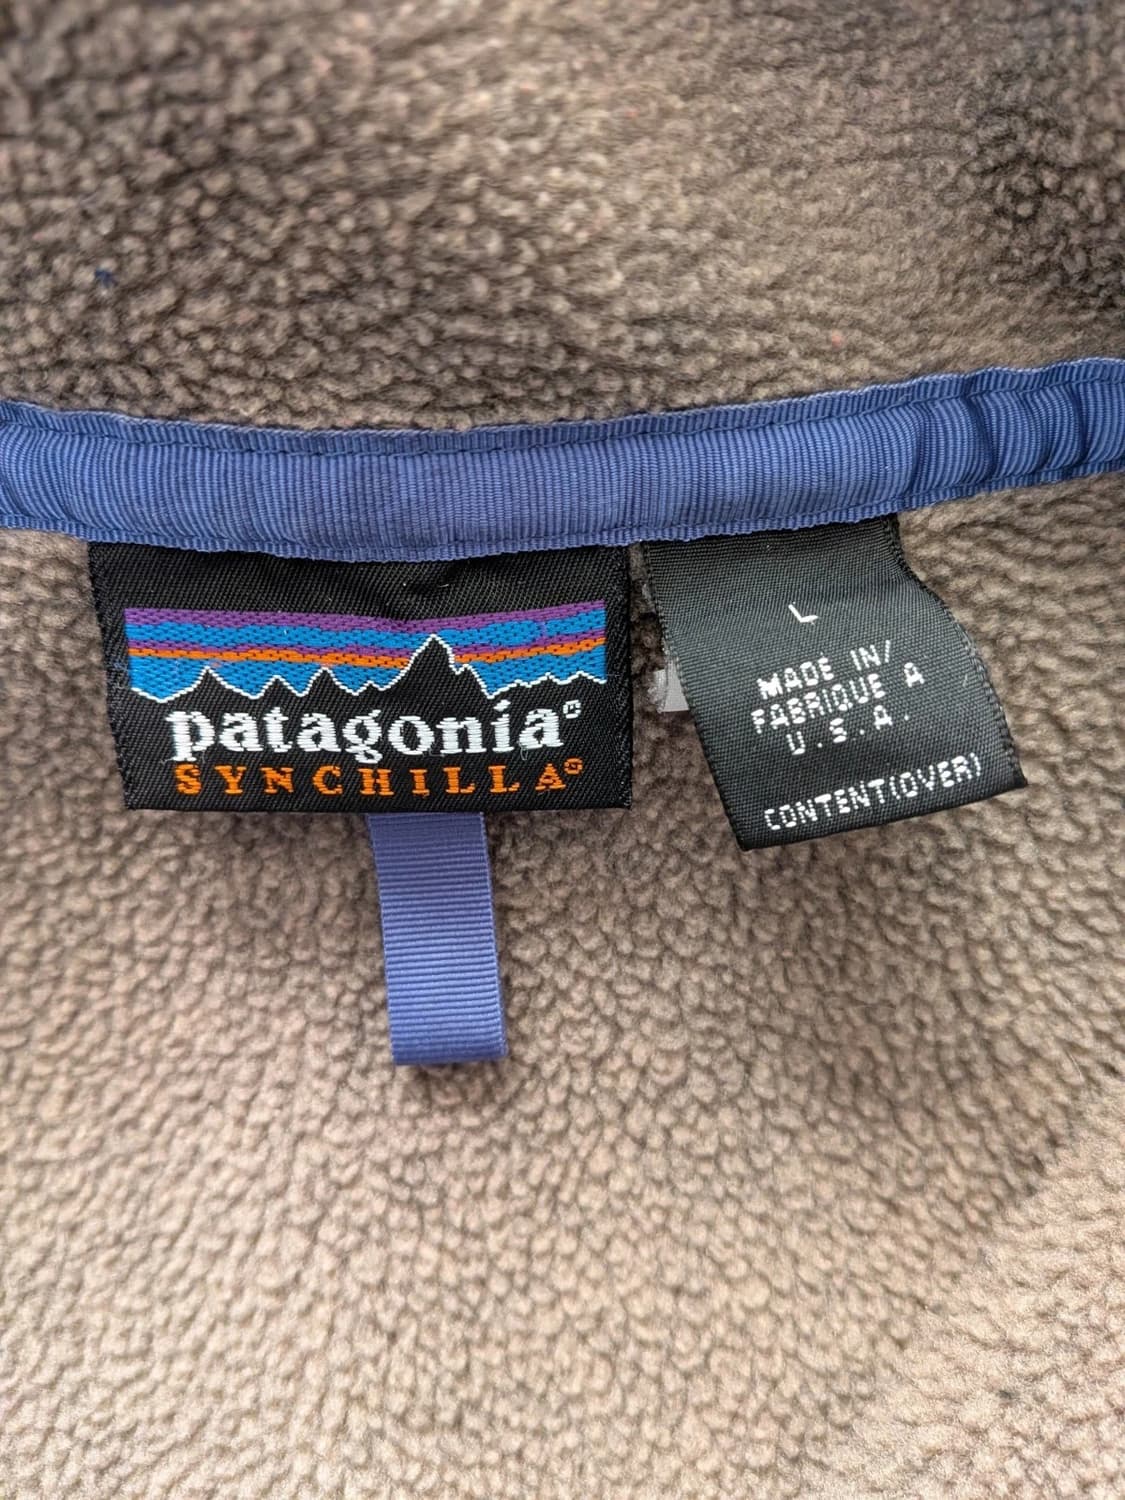 patagonia®
SYNCHILLA®
L
MADE IN/
FABRIQUE A
U.S.A.
CONTENT(OVER)